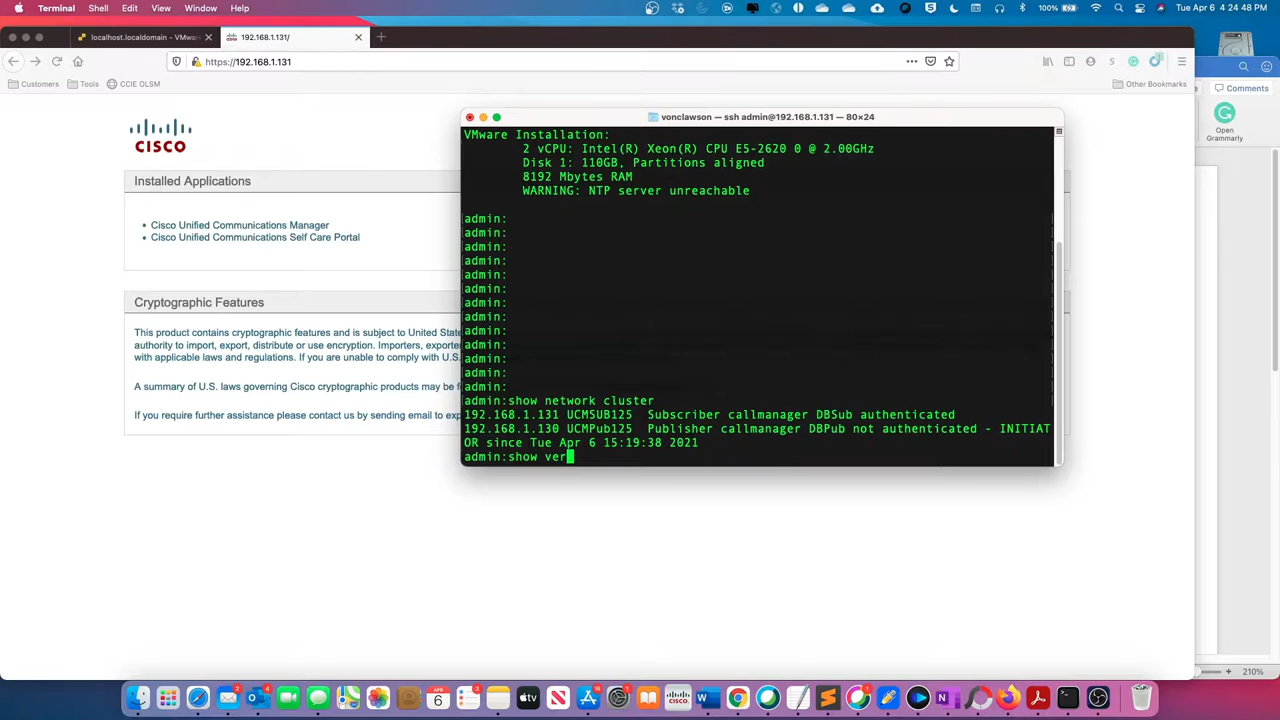 Terminal Shell Edit View Window Help
100% Tue Apr 6 4:24:48 PM
localhost.localdomain - VMwar
192.168.1.131/
https://192.168.1.131
Customers Tools CCIE OLSM
Other Bookmarks
Comments
Open
Grammarly
CISCO
Installed Applications
Cisco Unified Communications Manager
Cisco Unified Communications Self Care Portal
Cryptographic Features
This product contains cryptographic features and is subject to United State
authority to import, export, distribute or use encryption. Importers, exporter
with applicable laws and regulations. If you are unable to comply with U.S.
A summary of U.S. laws governing Cisco cryptographic products may be f
If you require further assistance please contact us by sending email to exp
vonclawson — ssh admin@192.168.1.131 — 80×24
VMware Installation:
2 vCPU: Intel(R) Xeon(R) CPU E5-2620 0 @ 2.00GHz
Disk 1: 110GB, Partitions aligned
8192 Mbytes RAM
WARNING: NTP server unreachable
admin:
admin:
admin:
admin:
admin:
admin:
admin:
admin:
admin:
admin:
admin:
admin:
admin:
admin:show network cluster
192.168.1.131 UCMSUB125 Subscriber callmanager DBSub authenticated
192.168.1.130 UCMPub125 Publisher callmanager DBPub not authenticated - INITIAT
OR since Tue Apr 6 15:19:38 2021
admin:show ver
210%